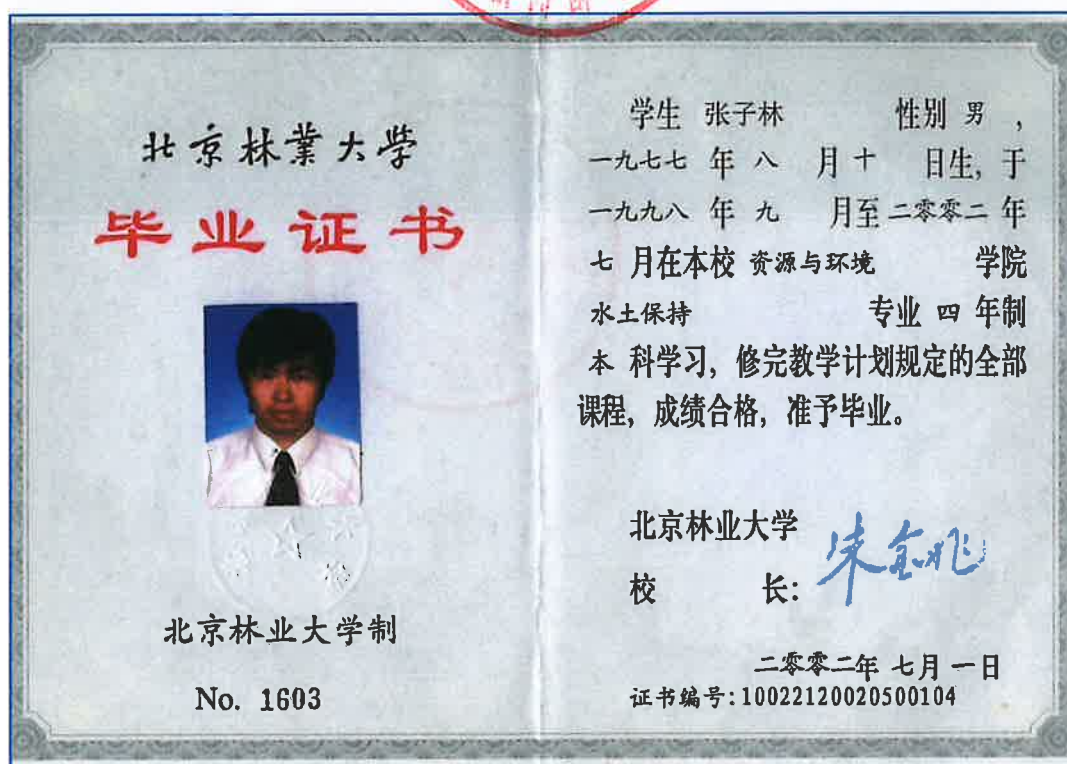 北京林業大学
毕业证书
北京林业大学制
No. 1603
学生 张子林 性别 男 ,
一九七七 年 八 月 十 日生, 于
一九九八 年 九 月至 二零零二 年
七 月在本校 资源与环境 学院
水土保持 专业 四 年制
本 科学习, 修完教学计划规定的全部
课程, 成绩合格, 准予毕业。
北京林业大学
校 长:
二零零二年 七月 一日
证书编号:10022120020500104